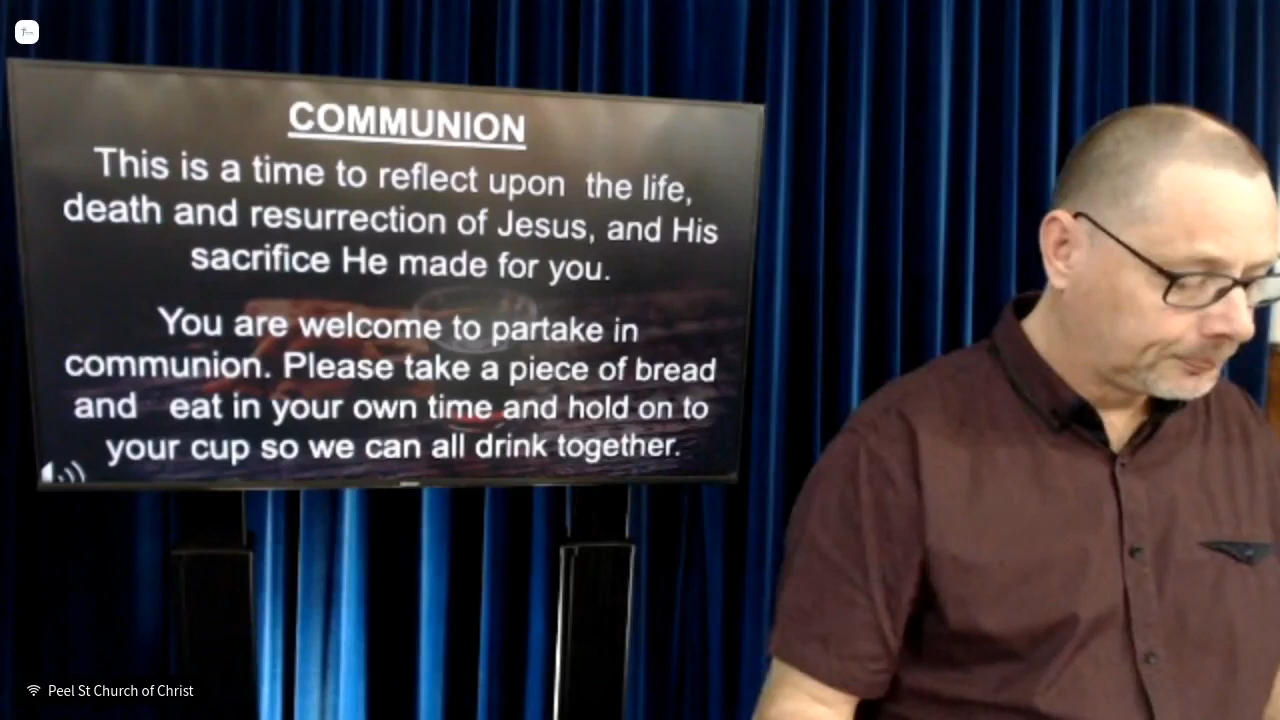 COMMUNION
This is a time to reflect upon the life,
death and resurrection of Jesus, and His
sacrifice He made for you.
You are welcome to partake in
communion. Please take a piece of bread
and eat in your own time and hold on to
your cup so we can all drink together.
Peel St Church of Christ